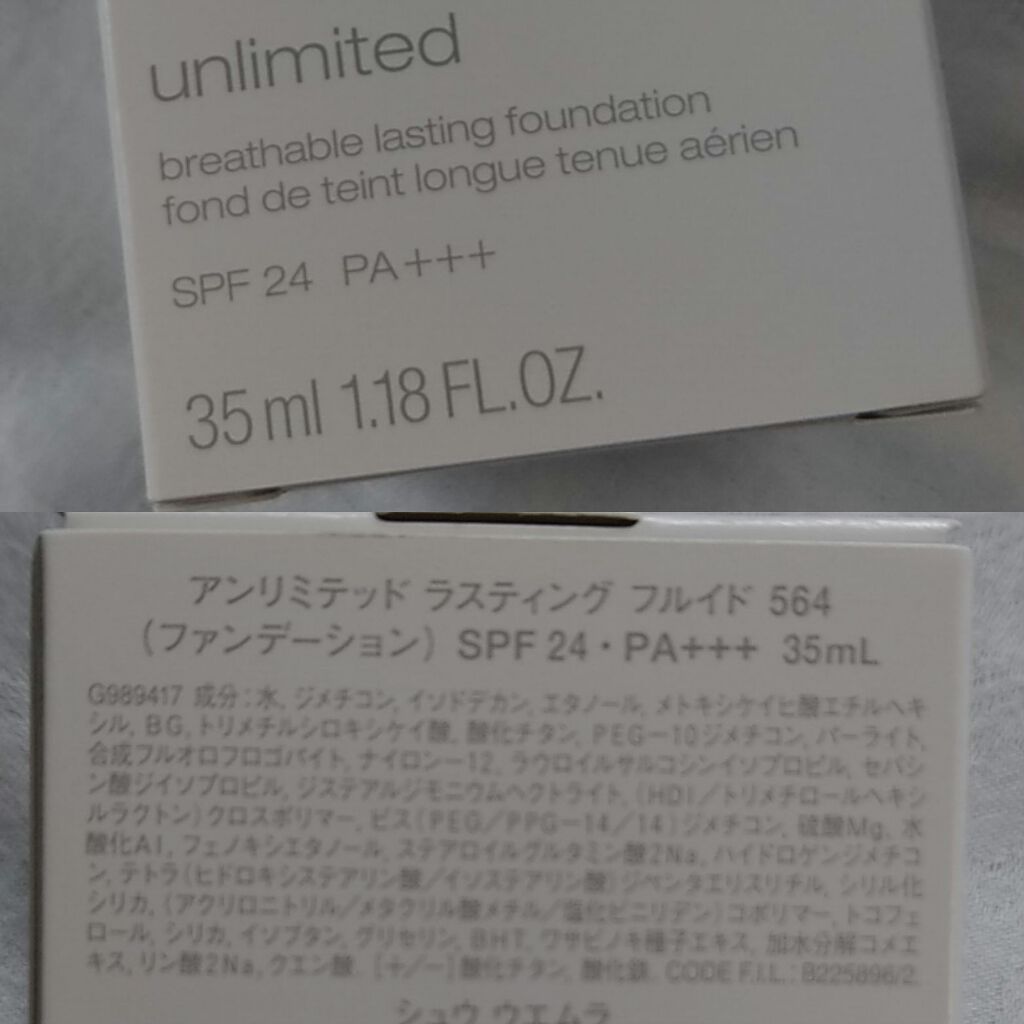 unlimited
breathable lasting foundation
fond de teint longue tenue aérien
SPF 24 PA+++
35 ml 1.18 FL.OZ.
アンリミテッド ラスティング フルイド 564
（ファンデーション）SPF 24・PA+++ 35mL
G989417 成分：水, ジメチコン, イソドデカン, エタノール, メトキシケイヒ酸エチルヘキ
シル, BG, トリメチルシロキシケイ酸, 酸化チタン, PEG－10ジメチコン, パーライト,
合成フルオロフロゴパイト, ナイロン－12, ラウロイルサルコシンイソプロピル, セバシ
ン酸ジイソプロピル, ジステアルジモニウムヘクトライト,（HDI／トリメチロールヘキシ
ルラクトン）クロスポリマー, ビス（PEG／PPG－14／14）ジメチコン, 硫酸Mg, 水
酸化Al, フェノキシエタノール, ステアロイルグルタミン酸2Na, ハイドロゲンジメチコ
ン, テトラ（ヒドロキシステアリン酸／イソステアリン酸）ジペンタエリスリチル, シリル化
シリカ,（アクリロニトリル／メタクリル酸メチル／塩化ビニリデン）コポリマー, トコフェ
ロール, シリカ, イソブタン, グリセリン, BHT, ワサビノキ種子エキス, 加水分解コメエ
キス, リン酸2Na, クエン酸, [＋/－]酸化チタン, 酸化鉄. CODE F.I.L.：B225896/2.
シュウ ウエムラ